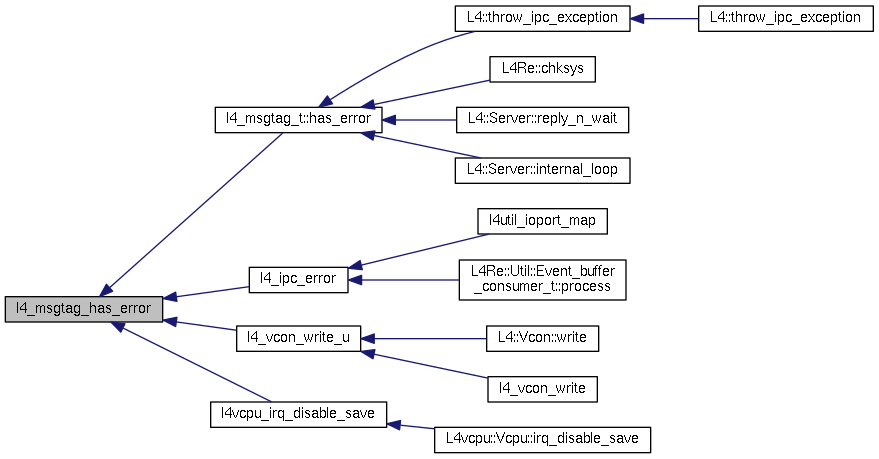 L4::throw_ipc_exception
L4::throw_ipc_exception
L4Re::chksys
l4_msgtag_t::has_error
L4::Server::reply_n_wait
L4::Server::internal_loop
l4util_ioport_map
l4_ipc_error
L4Re::Util::Event_buffer
_consumer_t::process
l4_msgtag_has_error
l4_vcon_write_u
L4::Vcon::write
l4_vcon_write
l4vcpu_irq_disable_save
L4vcpu::Vcpu::irq_disable_save